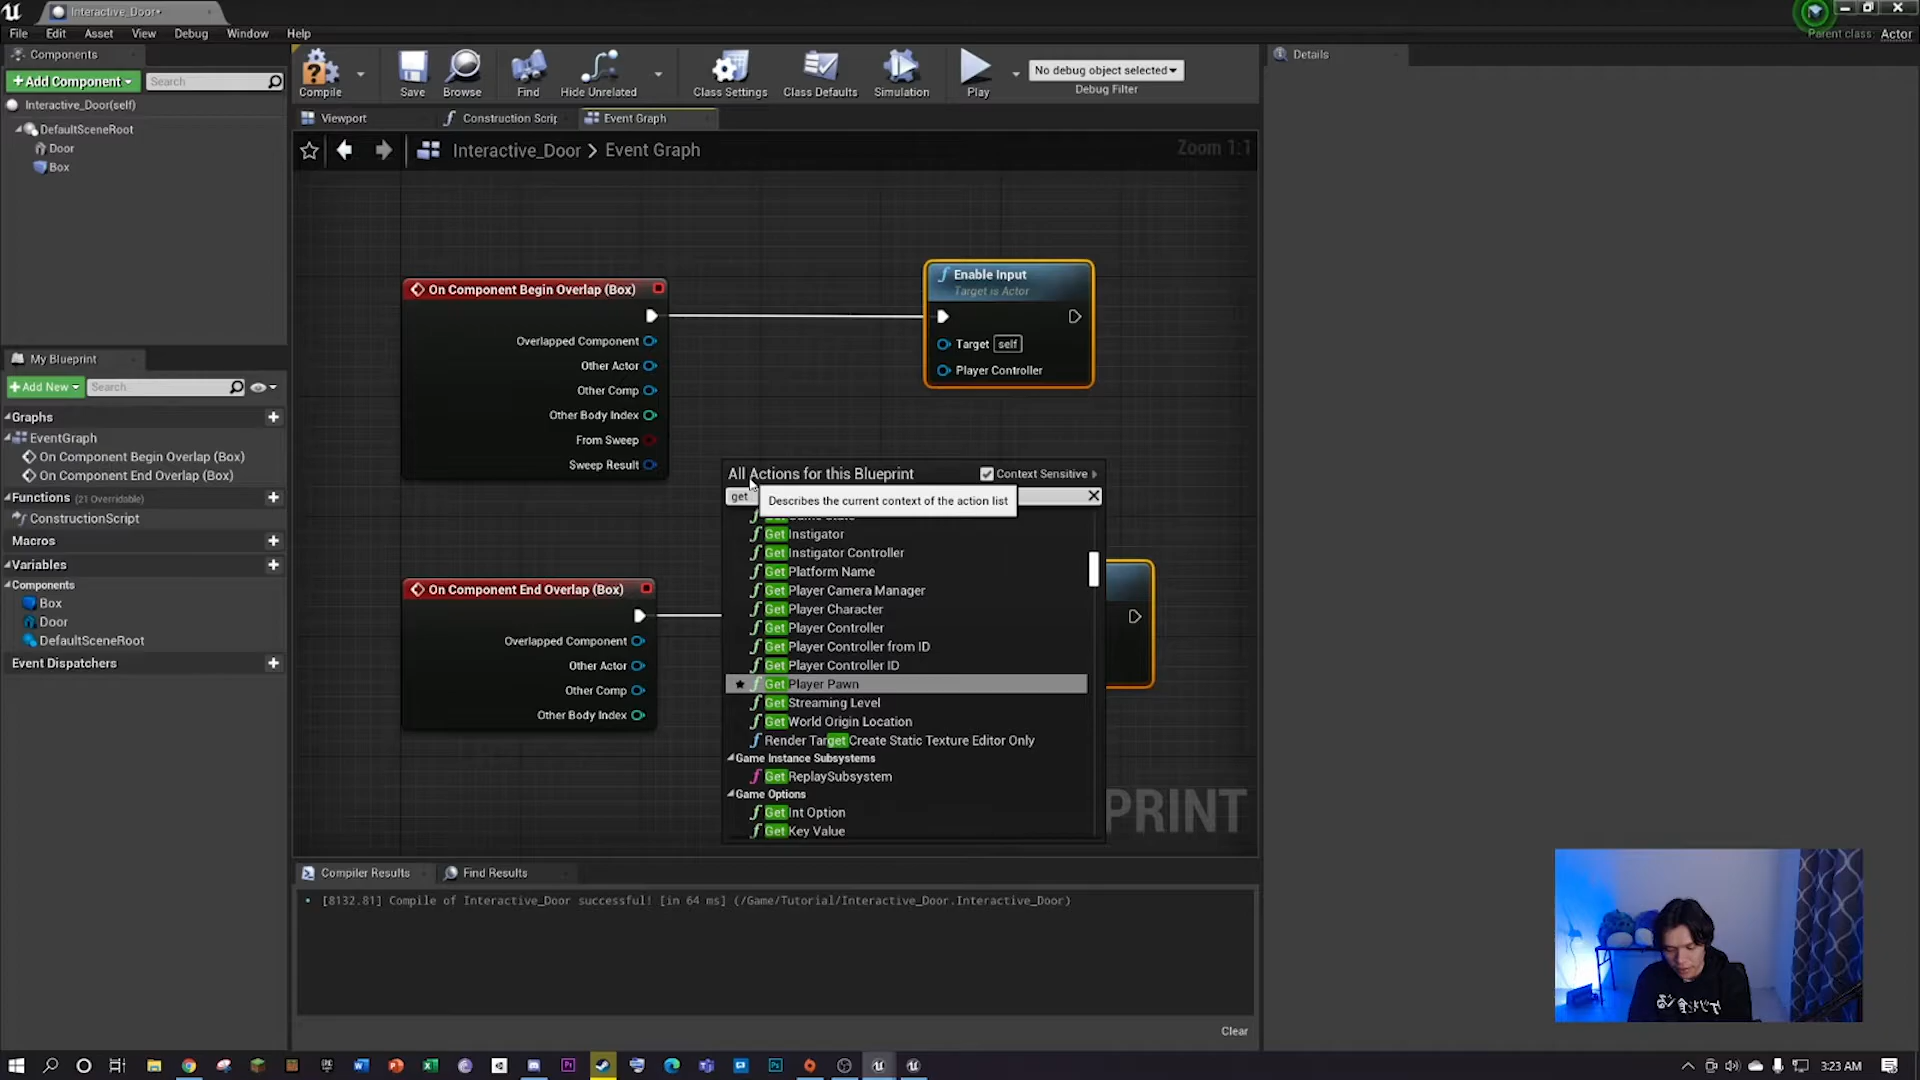 Interactive_Door*
File Edit Asset View Debug Window Help
Parent class: Actor
Components
+Add Component
Search
Interactive_Door(self)
DefaultSceneRoot
Door
Box
Compile
Save
Browse
Find
Hide Unrelated
Class Settings
Class Defaults
Simulation
Play
No debug object selected
Debug Filter
Details
Viewport
Construction Scrip
Event Graph
Interactive_Door > Event Graph
Zoom 1:1
On Component Begin Overlap (Box)
Overlapped Component
Other Actor
Other Comp
Other Body Index
From Sweep
Sweep Result
Enable Input
Target is Actor
Target self
Player Controller
My Blueprint
+Add New
Search
Graphs
EventGraph
On Component Begin Overlap (Box)
On Component End Overlap (Box)
Functions (21 Overridable)
ConstructionScript
Macros
Variables
Components
Box
Door
DefaultSceneRoot
Event Dispatchers
All Actions for this Blueprint
Context Sensitive
get
Describes the current context of the action list
Get Instigator
Get Instigator Controller
Get Platform Name
Get Player Camera Manager
Get Player Character
Get Player Controller
Get Player Controller from ID
Get Player Controller ID
Get Player Pawn
Get Streaming Level
Get World Origin Location
Render Target Create Static Texture Editor Only
Game Instance Subsystems
Get ReplaySubsystem
Game Options
Get Int Option
Get Key Value
On Component End Overlap (Box)
Overlapped Component
Other Actor
Other Comp
Other Body Index
PRINT
Compiler Results
Find Results
[8132.81] Compile of Interactive_Door successful! [in 64 ms] (/Game/Tutorial/Interactive_Door.Interactive_Door)
Clear
3:23 AM